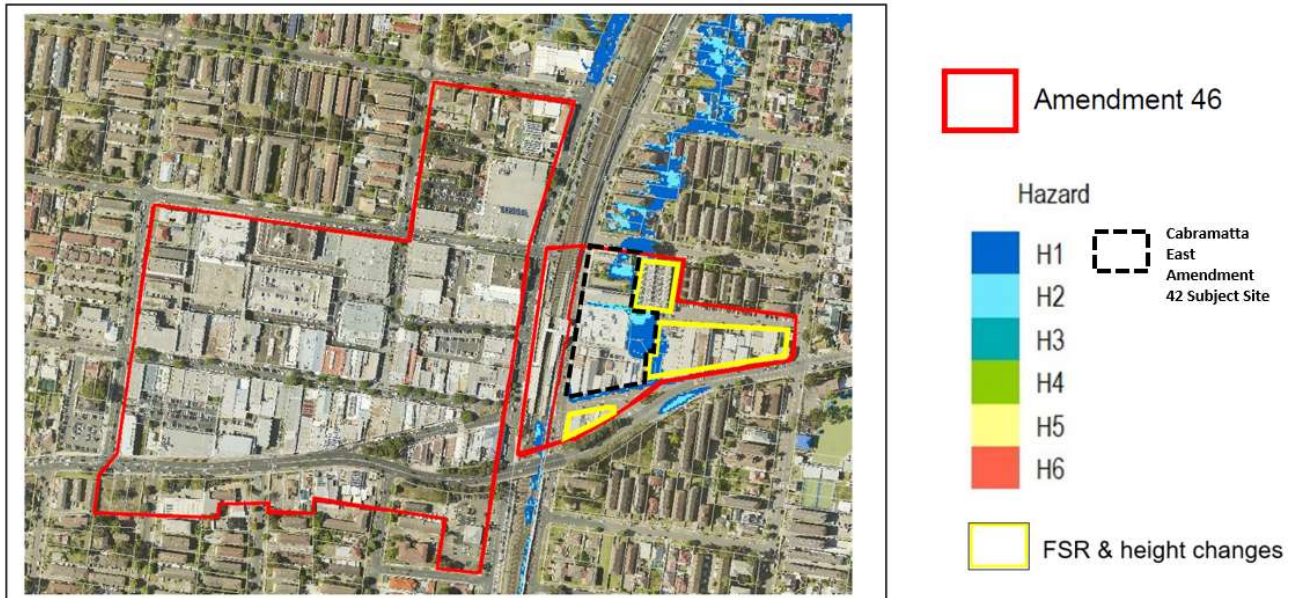 Amendment 46
Hazard
H1
H2
H3
H4
H5
H6
Cabramatta
East
Amendment
42 Subject Site
FSR & height changes